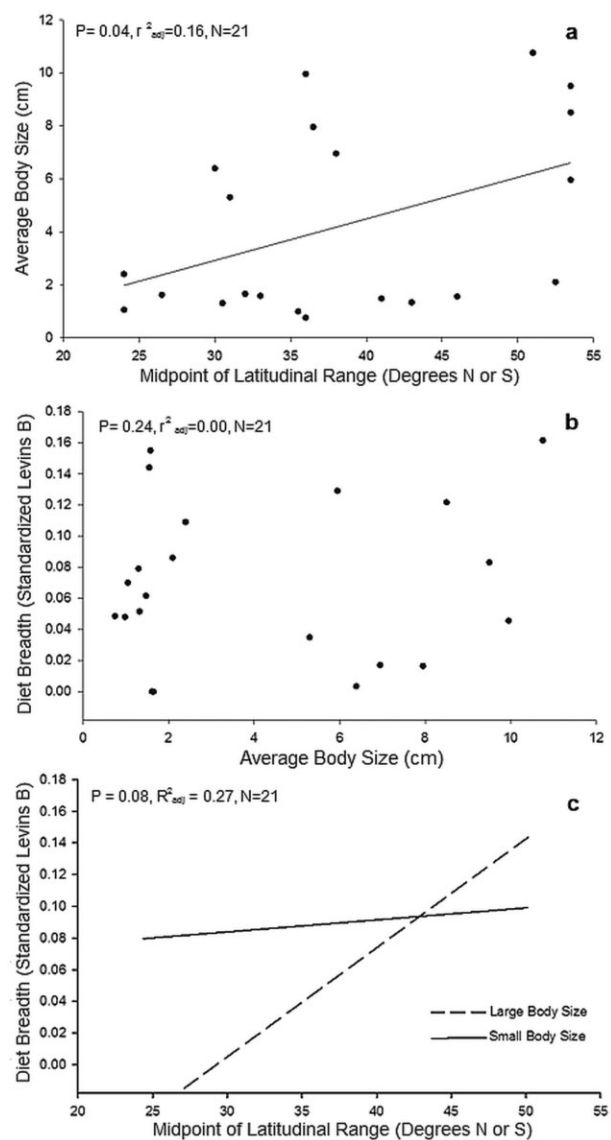 P= 0.04, r²adj=0.16, N=21
a
Average Body Size (cm)
12
10
8
6
4
2
0
20 25 30 35 40 45 50 55
Midpoint of Latitudinal Range (Degrees N or S)
P= 0.24, r²adj=0.00, N=21
b
Diet Breadth (Standardized Levins B)
0.18
0.16
0.14
0.12
0.10
0.08
0.06
0.04
0.02
0.00
0 2 4 6 8 10 12
Average Body Size (cm)
P = 0.08, R²adj = 0.27, N=21
c
Diet Breadth (Standardized Levins B)
0.18
0.16
0.14
0.12
0.10
0.08
0.06
0.04
0.02
0.00
Large Body Size
Small Body Size
20 25 30 35 40 45 50 55
Midpoint of Latitudinal Range (Degrees N or S)